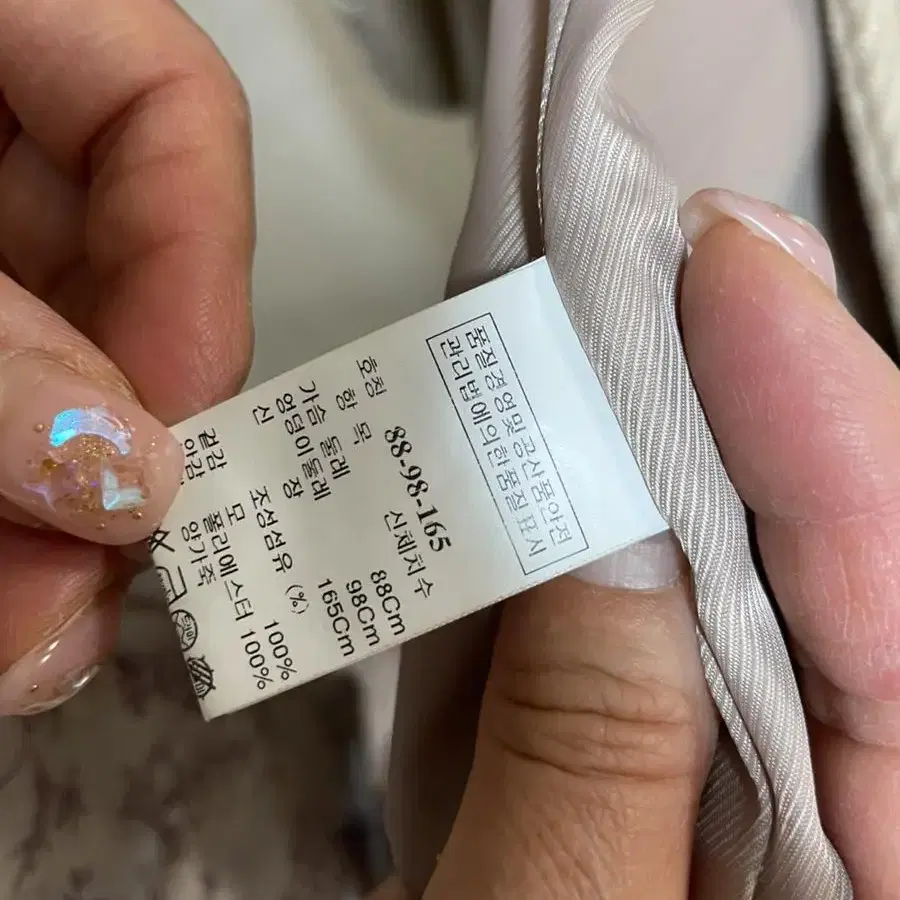 품질경영및 공산품안전
관리법에의한품질 표시
호칭 88-98-165
항 목 신체치수
가슴 둘레 88Cm
엉덩이둘레 98Cm
신 장 165Cm
조성섬유 (%)
겉감 모 100%
안감 폴리에스터 100%
양가죽
드라이